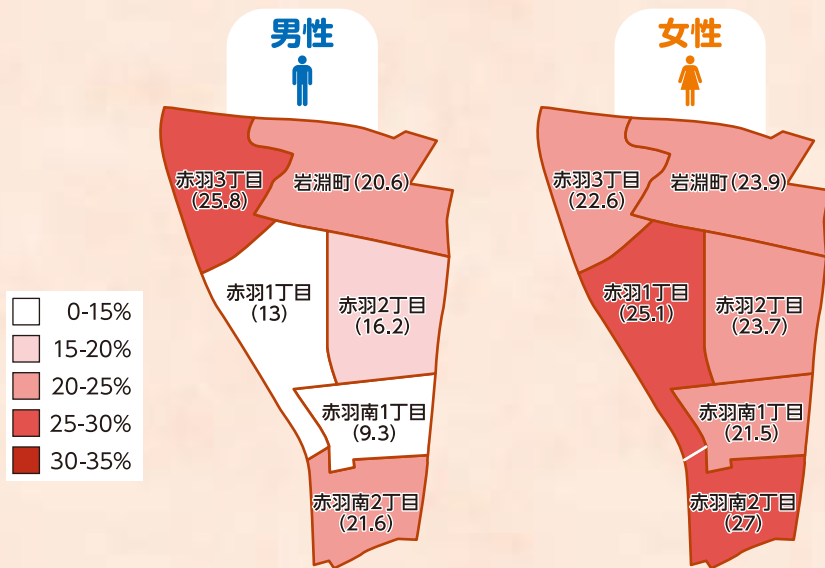 男性
女性
赤羽3丁目
(25.8)
岩淵町(20.6)
赤羽1丁目
(13)
赤羽2丁目
(16.2)
赤羽南1丁目
(9.3)
赤羽南2丁目
(21.6)
赤羽3丁目
(22.6)
岩淵町(23.9)
赤羽1丁目
(25.1)
赤羽2丁目
(23.7)
赤羽南1丁目
(21.5)
赤羽南2丁目
(27)
0-15%
15-20%
20-25%
25-30%
30-35%